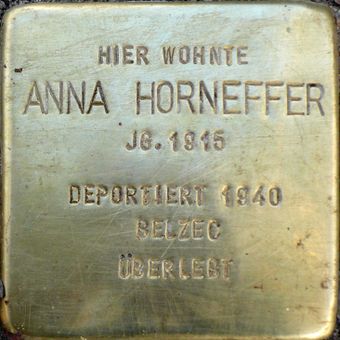 HIER WOHNTE
ANNA HORNEFFER
JG. 1915
DEPORTIERT 1940
BELZEC
ÜBERLEBT